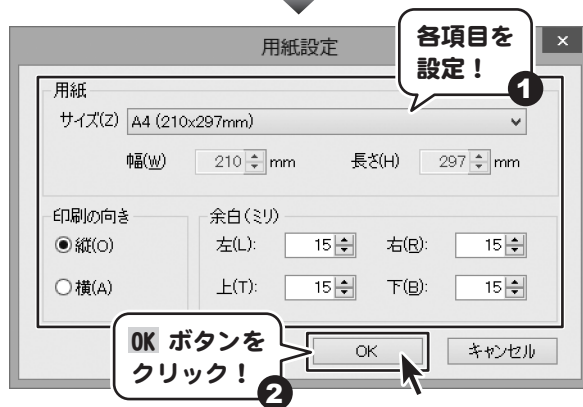 用紙設定
×
各項目を
設定！
1
用紙
サイズ(Z) A4 (210x297mm)
幅(W) 210 mm 長さ(H) 297 mm
印刷の向き 余白(ミリ)
縦(O) 左(L): 15 右(R): 15
横(A) 上(T): 15 下(B): 15
OK ボタンを
クリック！
2
OK キャンセル